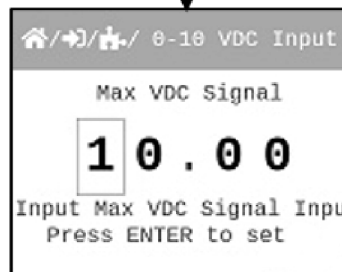 / / / 0-10 VDC Input
Max VDC Signal
10.00
Input Max VDC Signal Inpu
Press ENTER to set